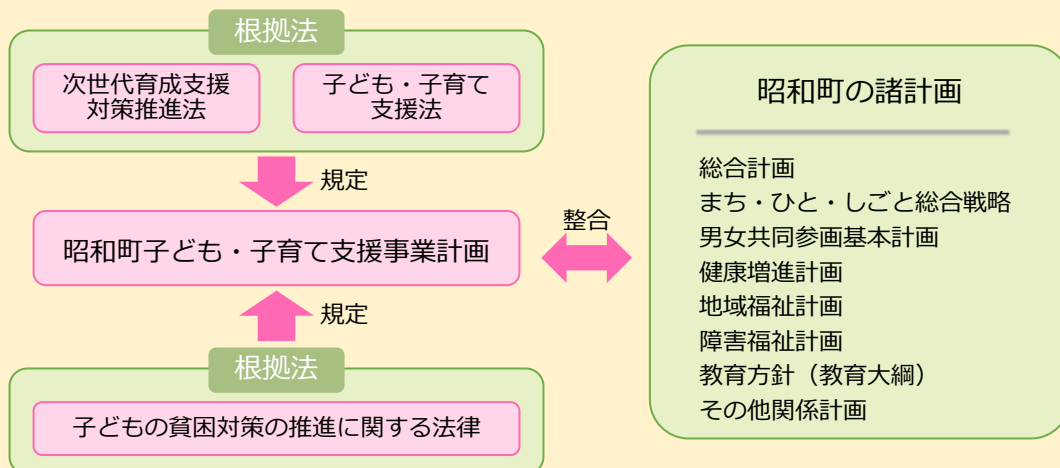 根拠法
次世代育成支援
対策推進法
子ども・子育て
支援法
規定
昭和町子ども・子育て支援事業計画
規定
根拠法
子どもの貧困対策の推進に関する法律
整合
昭和町の諸計画
総合計画
まち・ひと・しごと総合戦略
男女共同参画基本計画
健康増進計画
地域福祉計画
障害福祉計画
教育方針（教育大綱）
その他関係計画